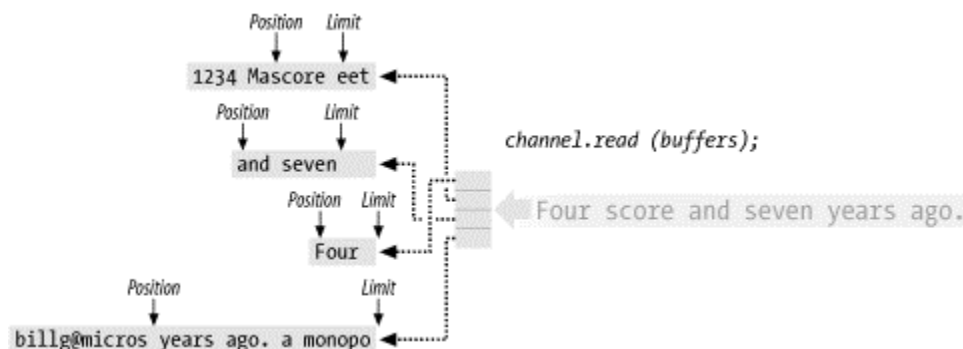 Position Limit
1234 Mascore eet
Position Limit
channel.read (buffers);
and seven
Position Limit
Four score and seven years ago.
Four
Position Limit
billg@micros years ago. a monopo